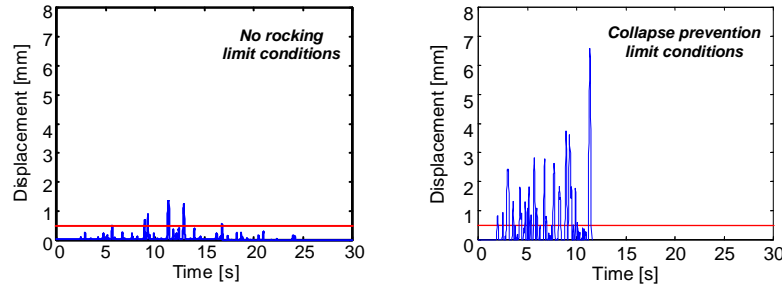 No rocking
limit conditions
Displacement [mm]
8
7
6
5
4
3
2
1
0
0 5 10 15 20 25 30
Time [s]
Collapse prevention
limit conditions
Displacement [mm]
8
7
6
5
4
3
2
1
0
0 5 10 15 20 25 30
Time [s]